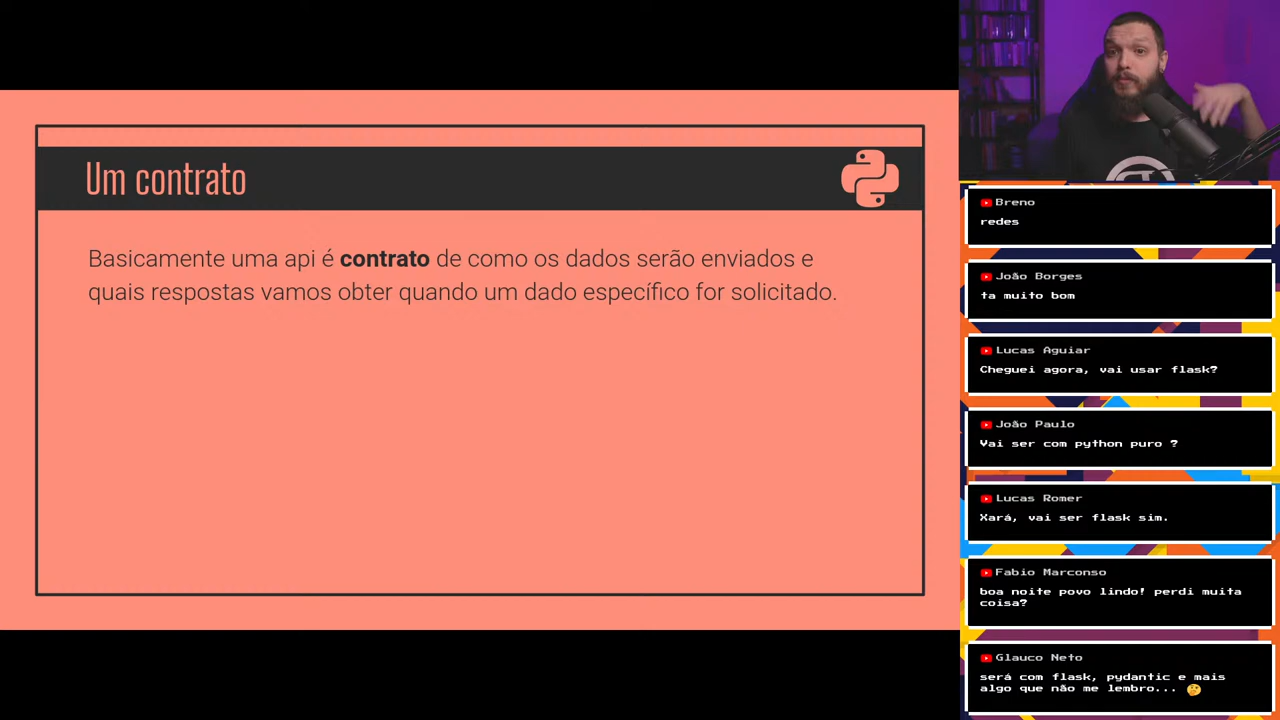 Um contrato
Basicamente uma api é contrato de como os dados serão enviados e
quais respostas vamos obter quando um dado específico for solicitado.
Breno
redes
João Borges
ta muito bom
Lucas Aguiar
Cheguei agora, vai usar flask?
João Paulo
Vai ser com python puro ?
Lucas Romer
Xará, vai ser flask sim.
Fabio Marconso
boa noite povo lindo! perdi muita
coisa?
Glauco Neto
será com flask, pydantic e mais
algo que não me lembro... 🤔